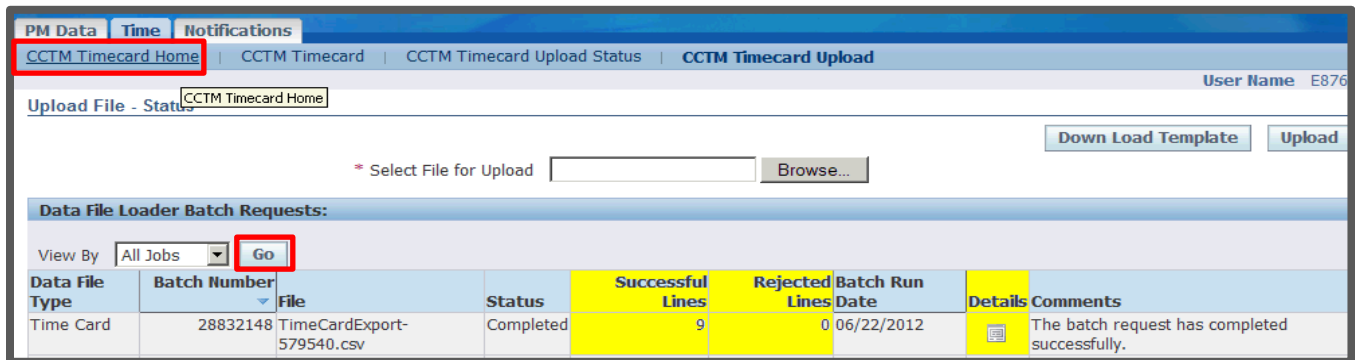 PM Data Time Notifications
CCTM Timecard Home | CCTM Timecard | CCTM Timecard Upload Status | CCTM Timecard Upload
User Name E876
Upload File - Status
CCTM Timecard Home
Down Load Template Upload
* Select File for Upload Browse...
Data File Loader Batch Requests:
View By All Jobs Go
Data File Type Batch Number File Status Successful Lines Rejected Lines Batch Run Date Details Comments
Time Card 28832148 TimeCardExport-579540.csv Completed 9 0 06/22/2012 The batch request has completed successfully.